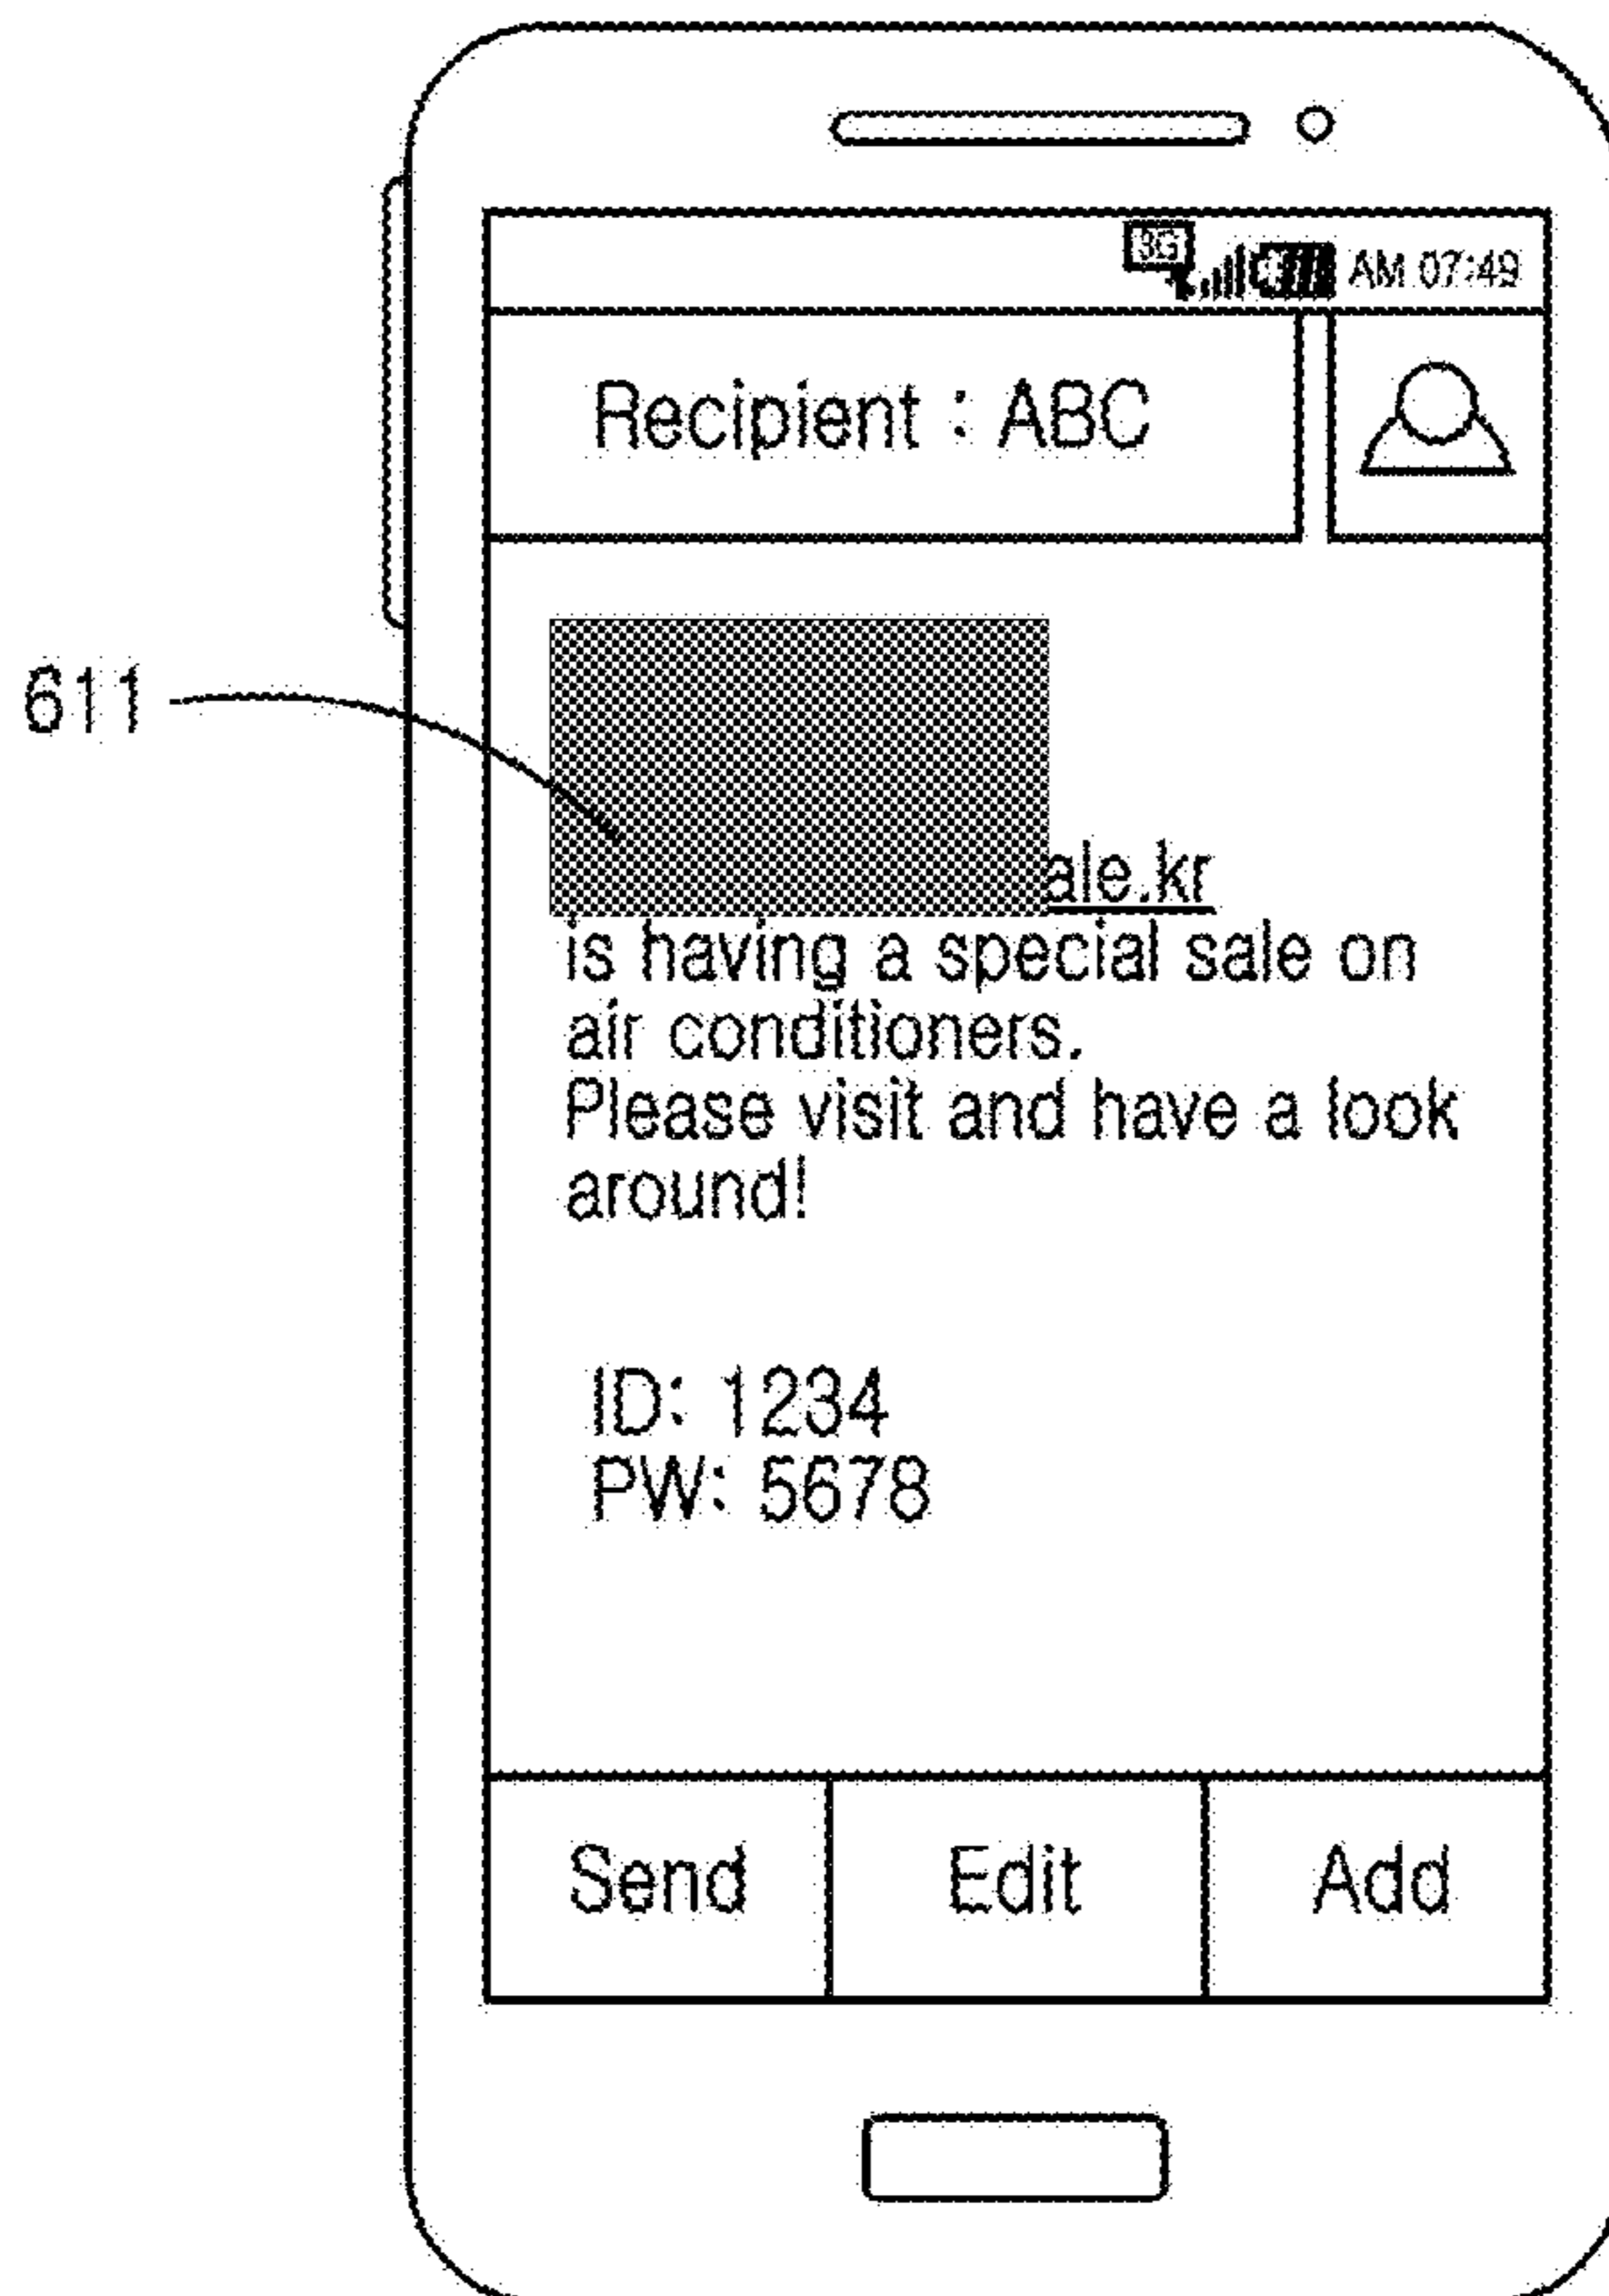 3G AM 07:49
Recipient : ABC
611
ale.kr
is having a special sale on
air conditioners.
Please visit and have a look
around!
ID: 1234
PW: 5678
Send Edit Add